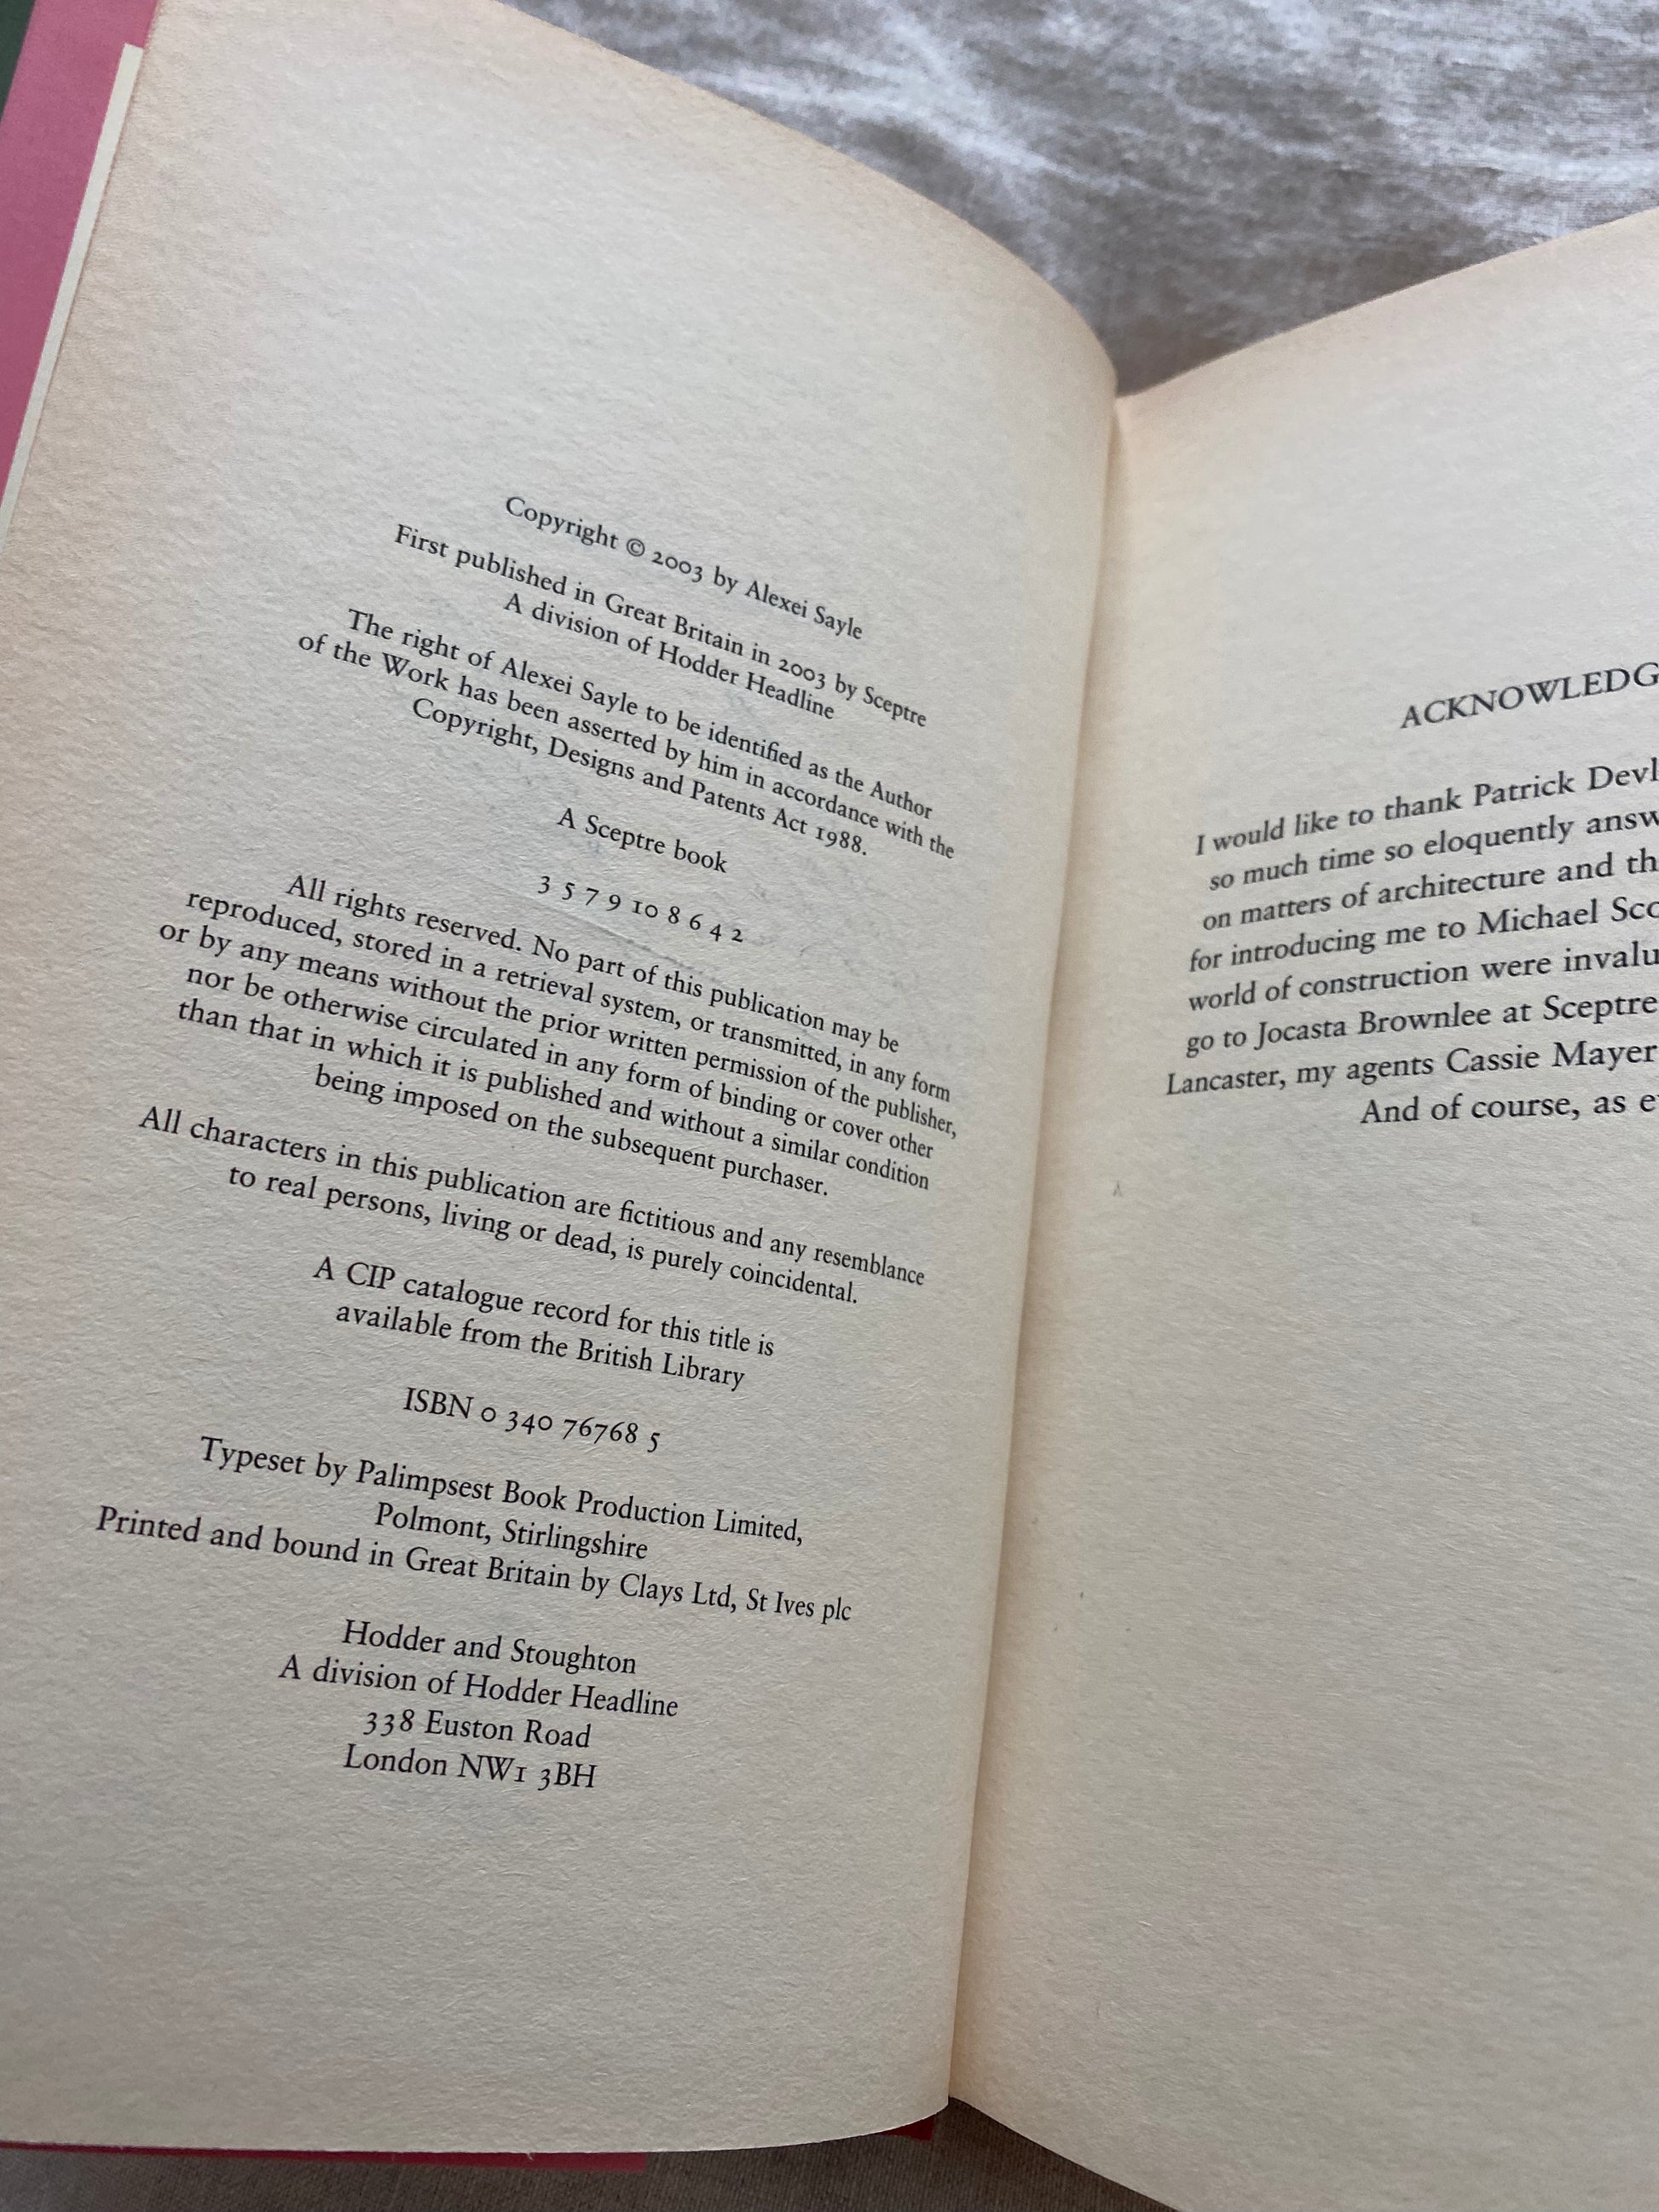 Copyright © 2003 by Alexei Sayle
First published in Great Britain in 2003 by Sceptre
A division of Hodder Headline
The right of Alexei Sayle to be identified as the Author
of the Work has been asserted by him in accordance with the
Copyright, Designs and Patents Act 1988.
A Sceptre book
3 5 7 9 10 8 6 4 2
All rights reserved. No part of this publication may be
reproduced, stored in a retrieval system, or transmitted, in any form
or by any means without the prior written permission of the publisher,
nor be otherwise circulated in any form of binding or cover other
than that in which it is published and without a similar condition
being imposed on the subsequent purchaser.
All characters in this publication are fictitious and any resemblance
to real persons, living or dead, is purely coincidental.
A CIP catalogue record for this title is
available from the British Library
ISBN 0 340 76768 5
Typeset by Palimpsest Book Production Limited,
Polmont, Stirlingshire
Printed and bound in Great Britain by Clays Ltd, St Ives plc
Hodder and Stoughton
A division of Hodder Headline
338 Euston Road
London NW1 3BH
ACKNOWLEDG
I would like to thank Patrick Devl
so much time so eloquently answ
on matters of architecture and th
for introducing me to Michael Sco
world of construction were invalu
go to Jocasta Brownlee at Sceptre
Lancaster, my agents Cassie Mayer
And of course, as e